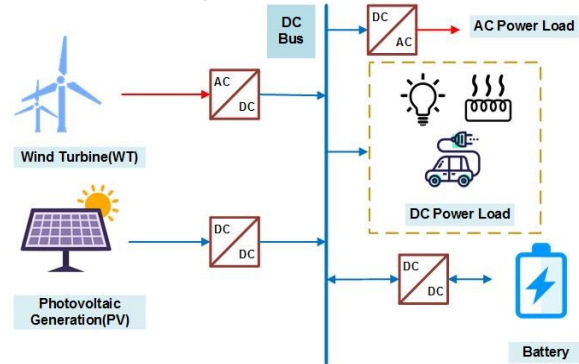 DC
Bus
DC
AC
AC Power Load
AC
DC
Wind Turbine(WT)
DC Power Load
DC
DC
Photovoltaic
Generation(PV)
DC
DC
Battery